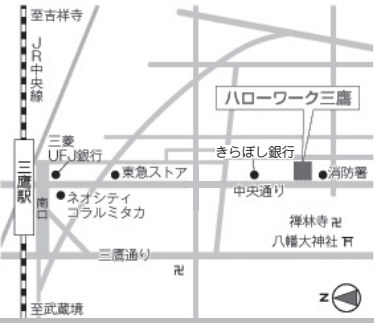 至吉祥寺
JR中央線
三鷹駅
南口
三菱
UFJ銀行
東急ストア
ネオシティ
コラルミタカ
ハローワーク三鷹
きらぼし銀行
消防署
中央通り
禅林寺卍
八幡大神社⛩
三鷹通り
卍
至武蔵境
N